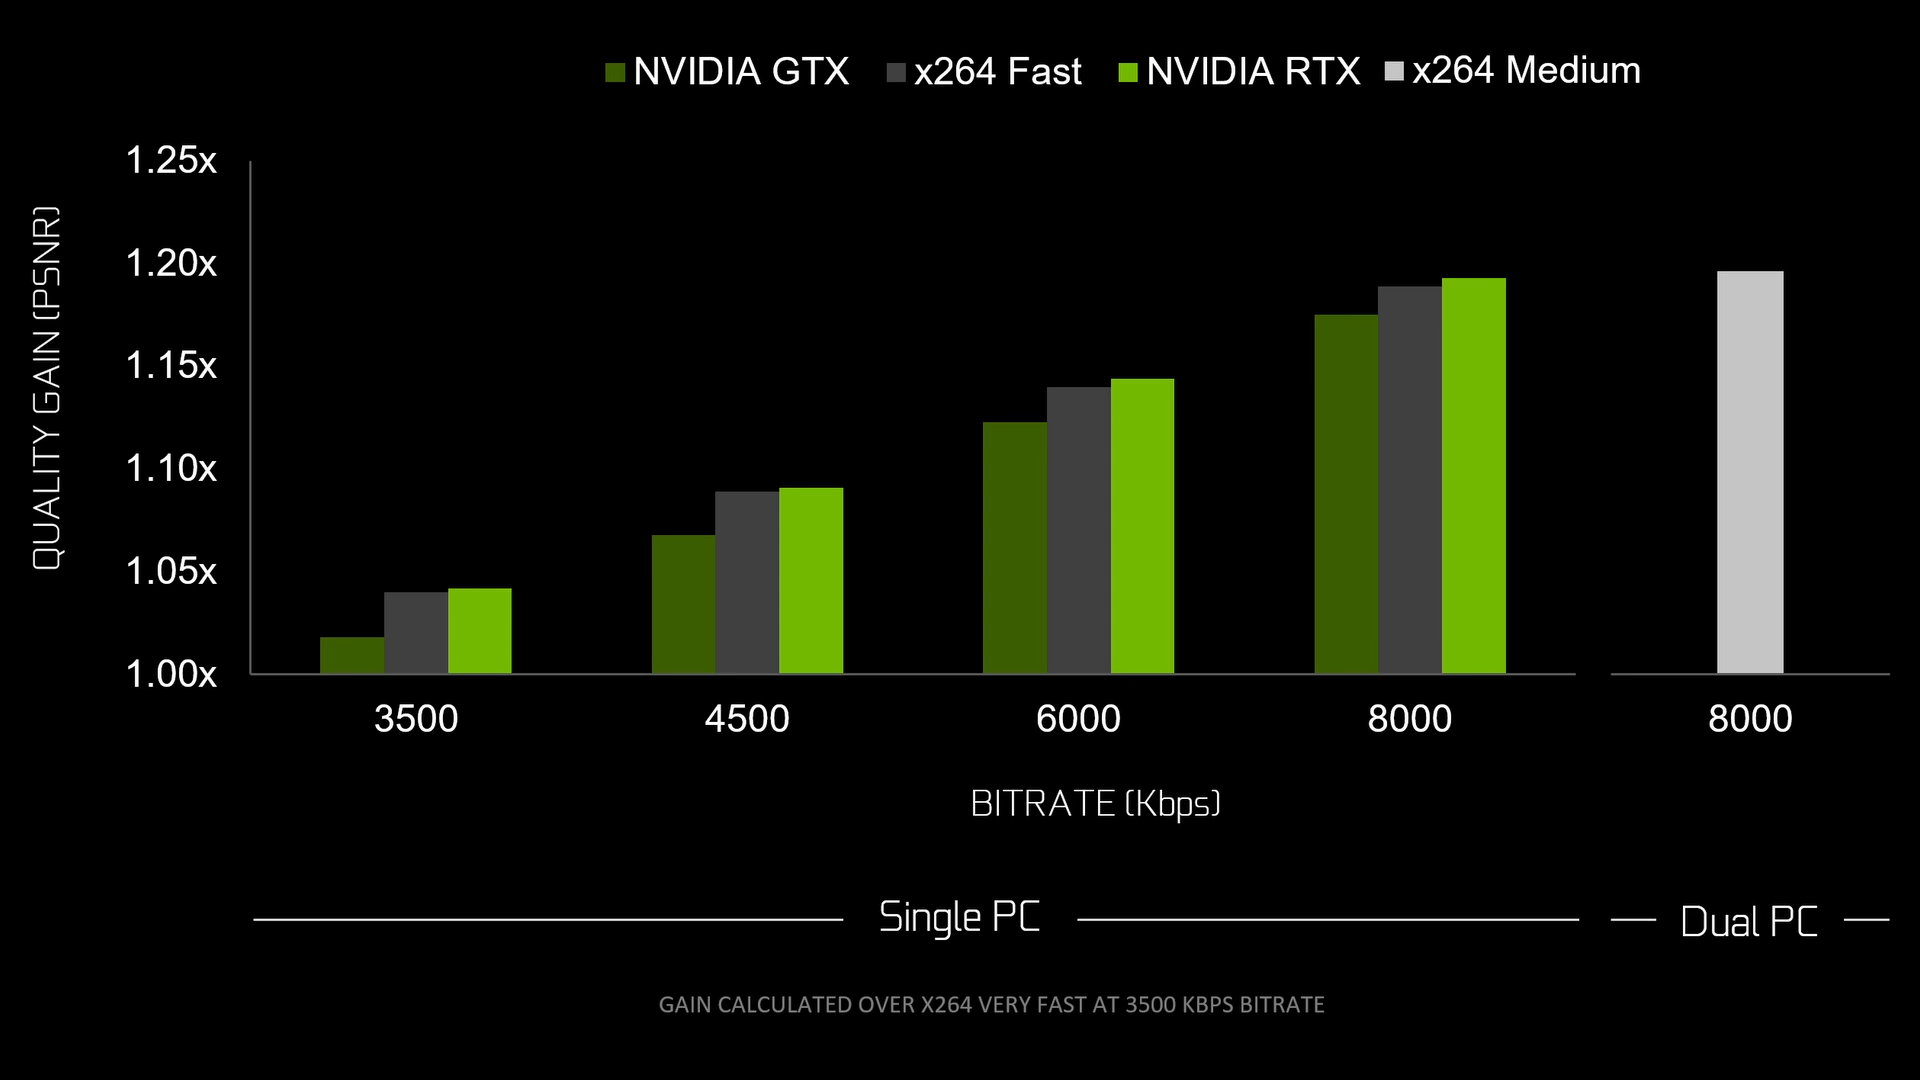 NVIDIA GTX x264 Fast NVIDIA RTX x264 Medium
QUALITY GAIN (PSNR)
1.25x
1.20x
1.15x
1.10x
1.05x
1.00x
3500 4500 6000 8000 8000
BITRATE (Kbps)
Single PC Dual PC
GAIN CALCULATED OVER X264 VERY FAST AT 3500 KBPS BITRATE